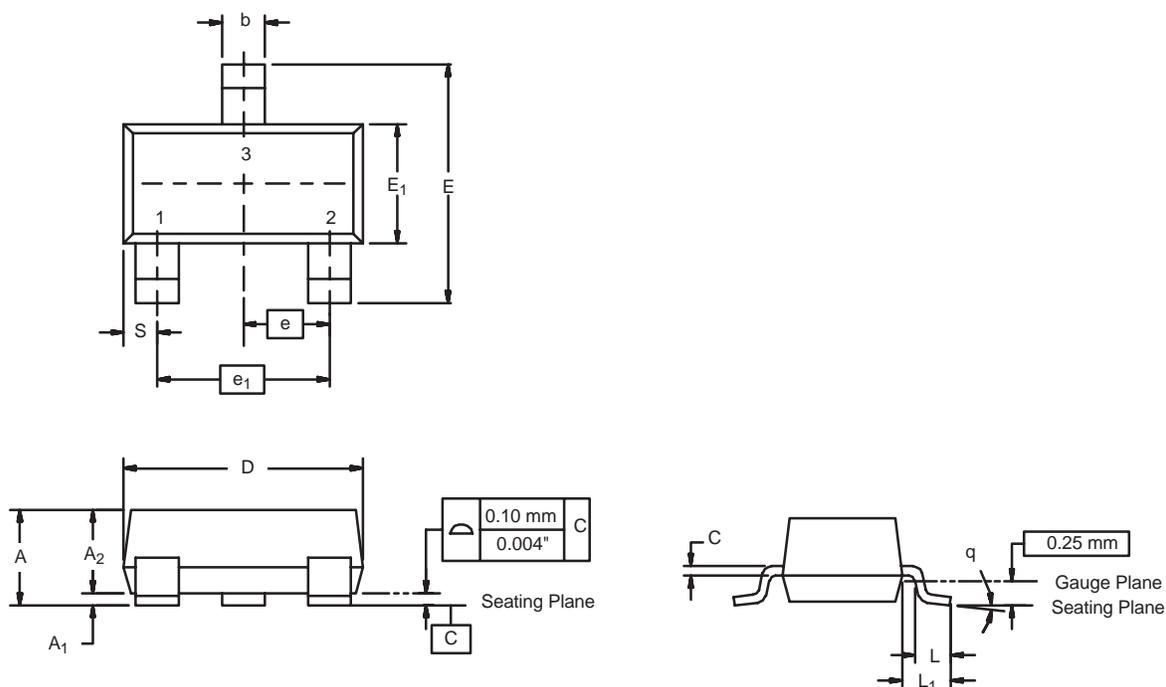 b
3
E₁
E
1
2
S
e
e₁
D
A
A₂
0.10 mm
C
0.004"
Seating Plane
A₁
C
C
q
0.25 mm
Gauge Plane
Seating Plane
L
L₁